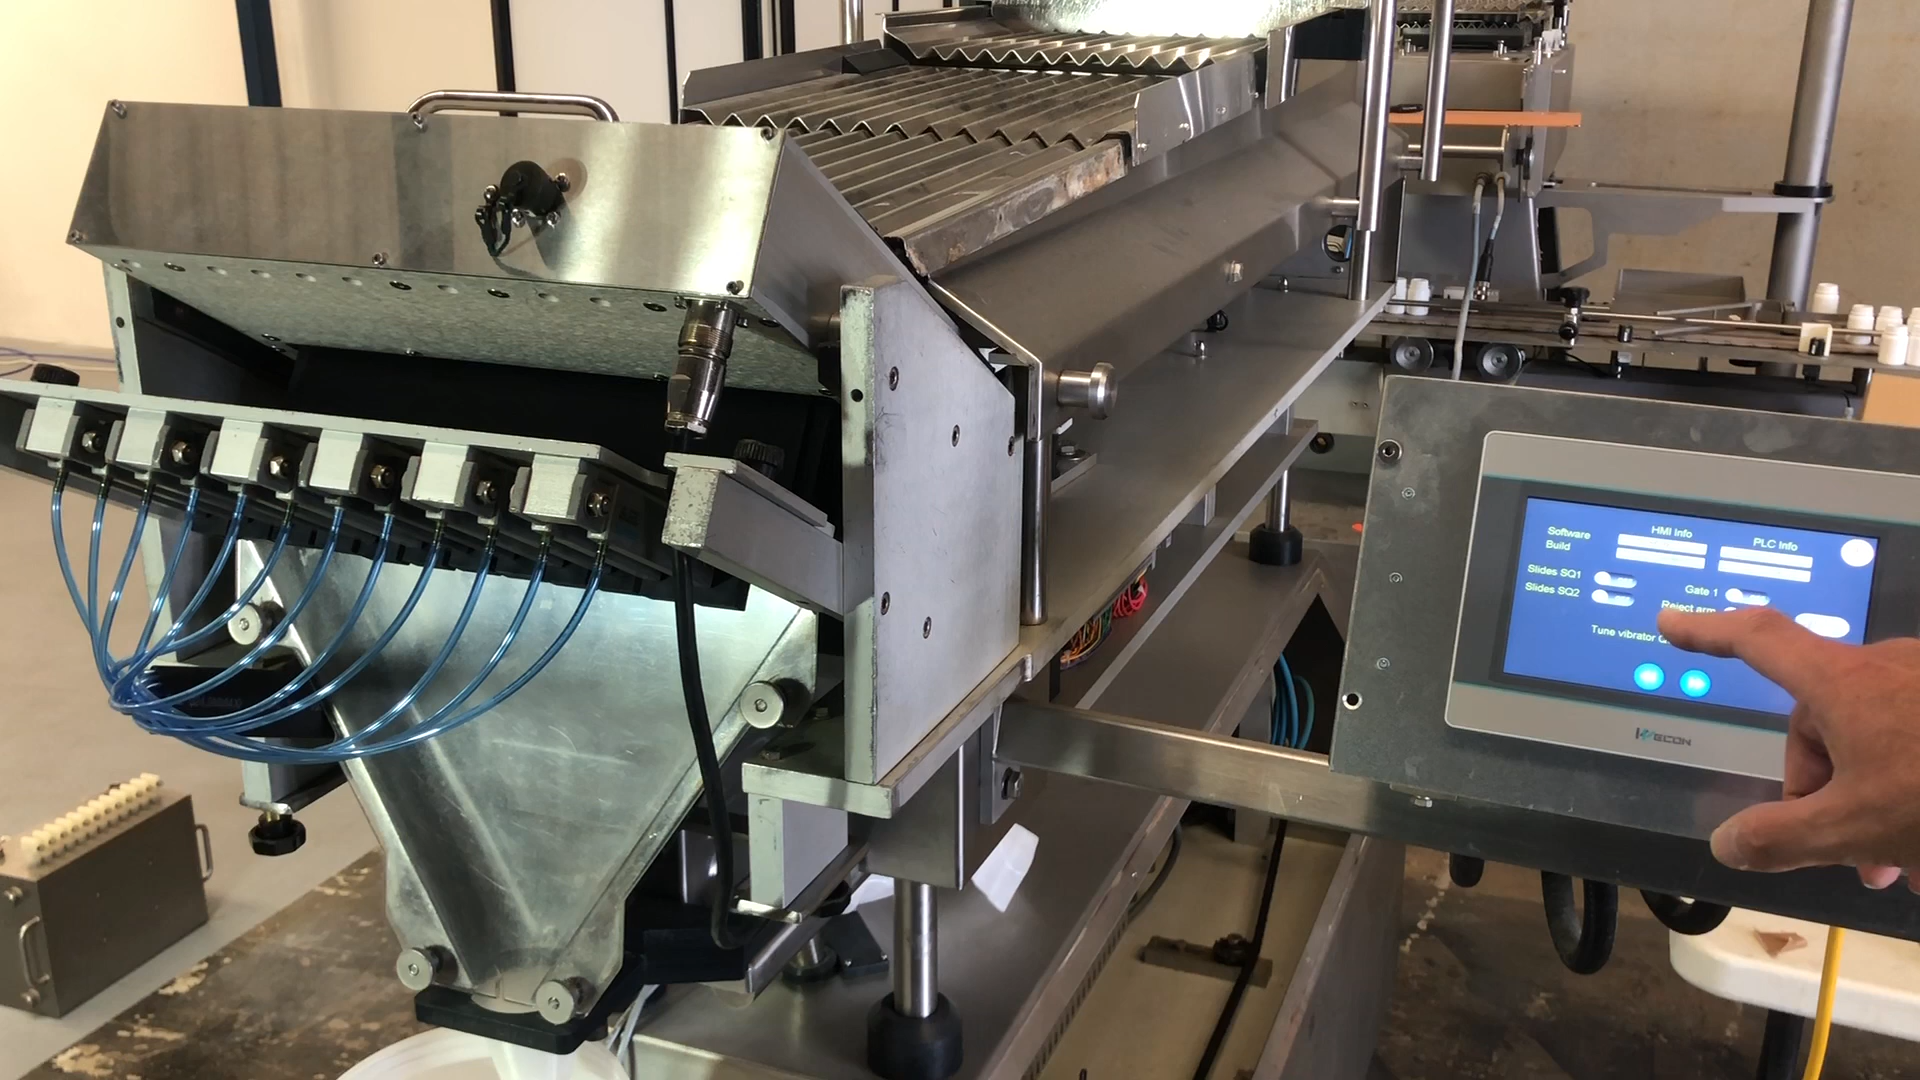 HMI Info
PLC Info
Software
Build
Slides SQ1
Slides SQ2
Gate 1
Reject arm
Tune vibrator
WECON